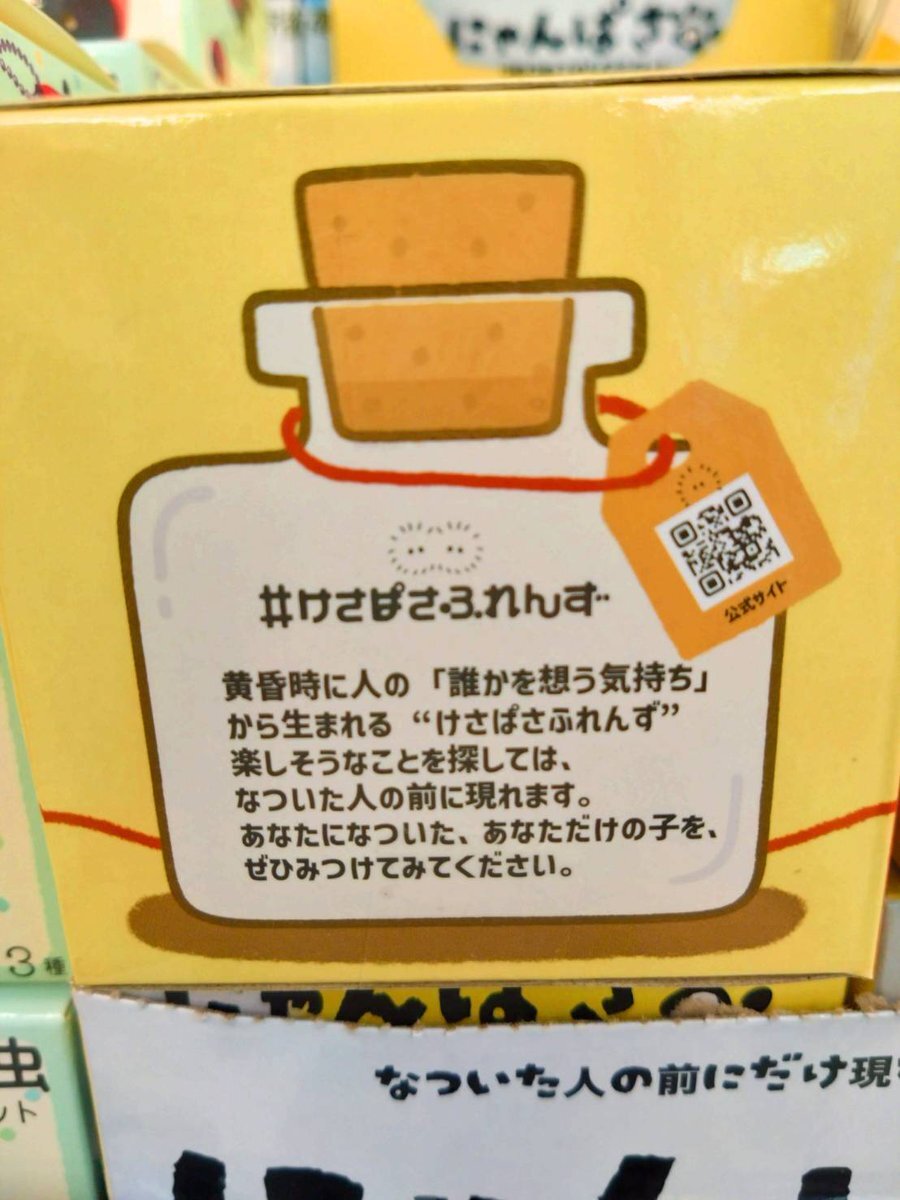 にゃんぱさ
#けさぱさふれんず
公式サイト
黄昏時に人の「誰かを想う気持ち」
から生まれる “けさぱさふれんず”
楽しそうなことを探しては、
なついた人の前に現れます。
あなたになついた、あなただけの子を、
ぜひみつけてみてください。
3種
虫
ット
なついた人の前にだけ現